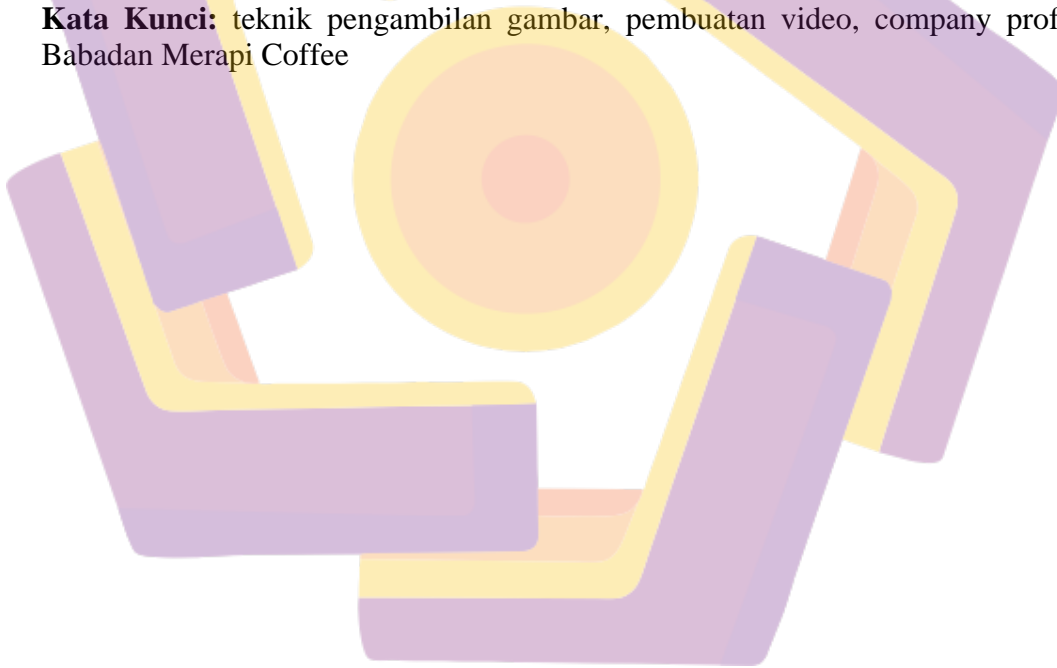 Kata Kunci: teknik pengambilan gambar, pembuatan video, company prof
Babadan Merapi Coffee